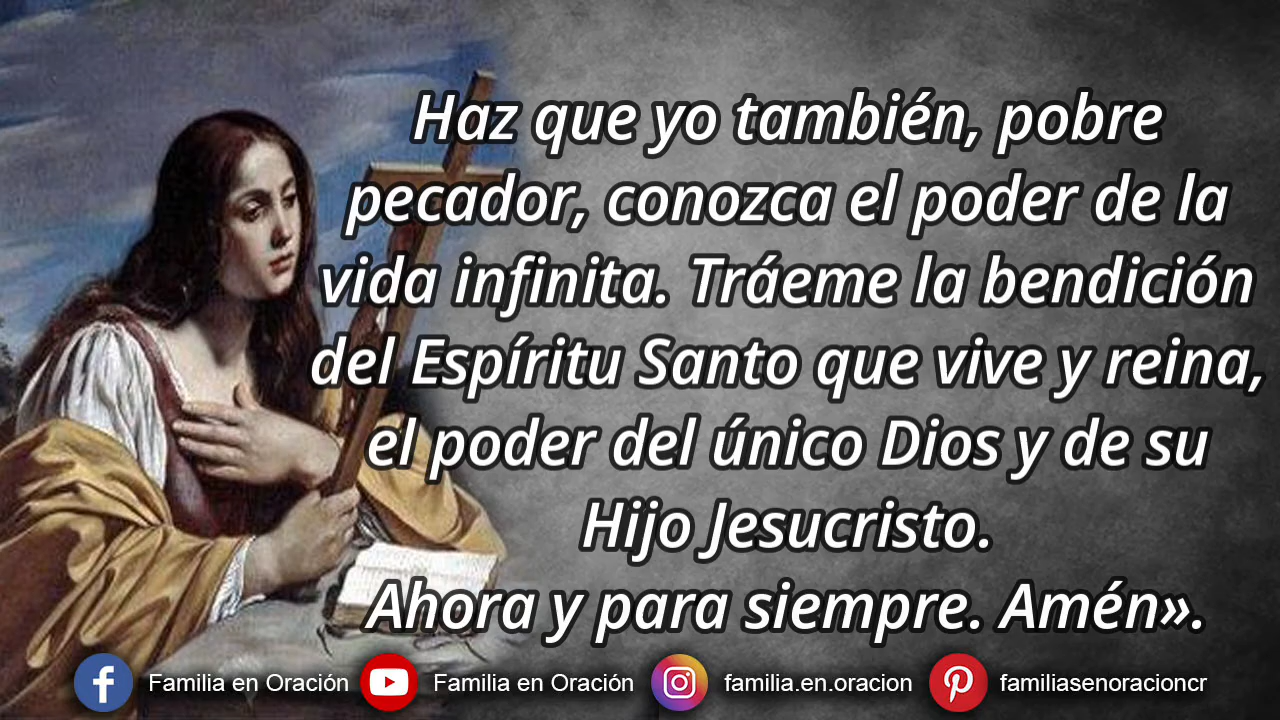 Haz que yo también, pobre
pecador, conozca el poder de la
vida infinita. Tráeme la bendición
del Espíritu Santo que vive y reina,
el poder del único Dios y de su
Hijo Jesucristo.
Ahora y para siempre. Amén».
Familia en Oración Familia en Oración familia.en.oracion familiasenoracioncr